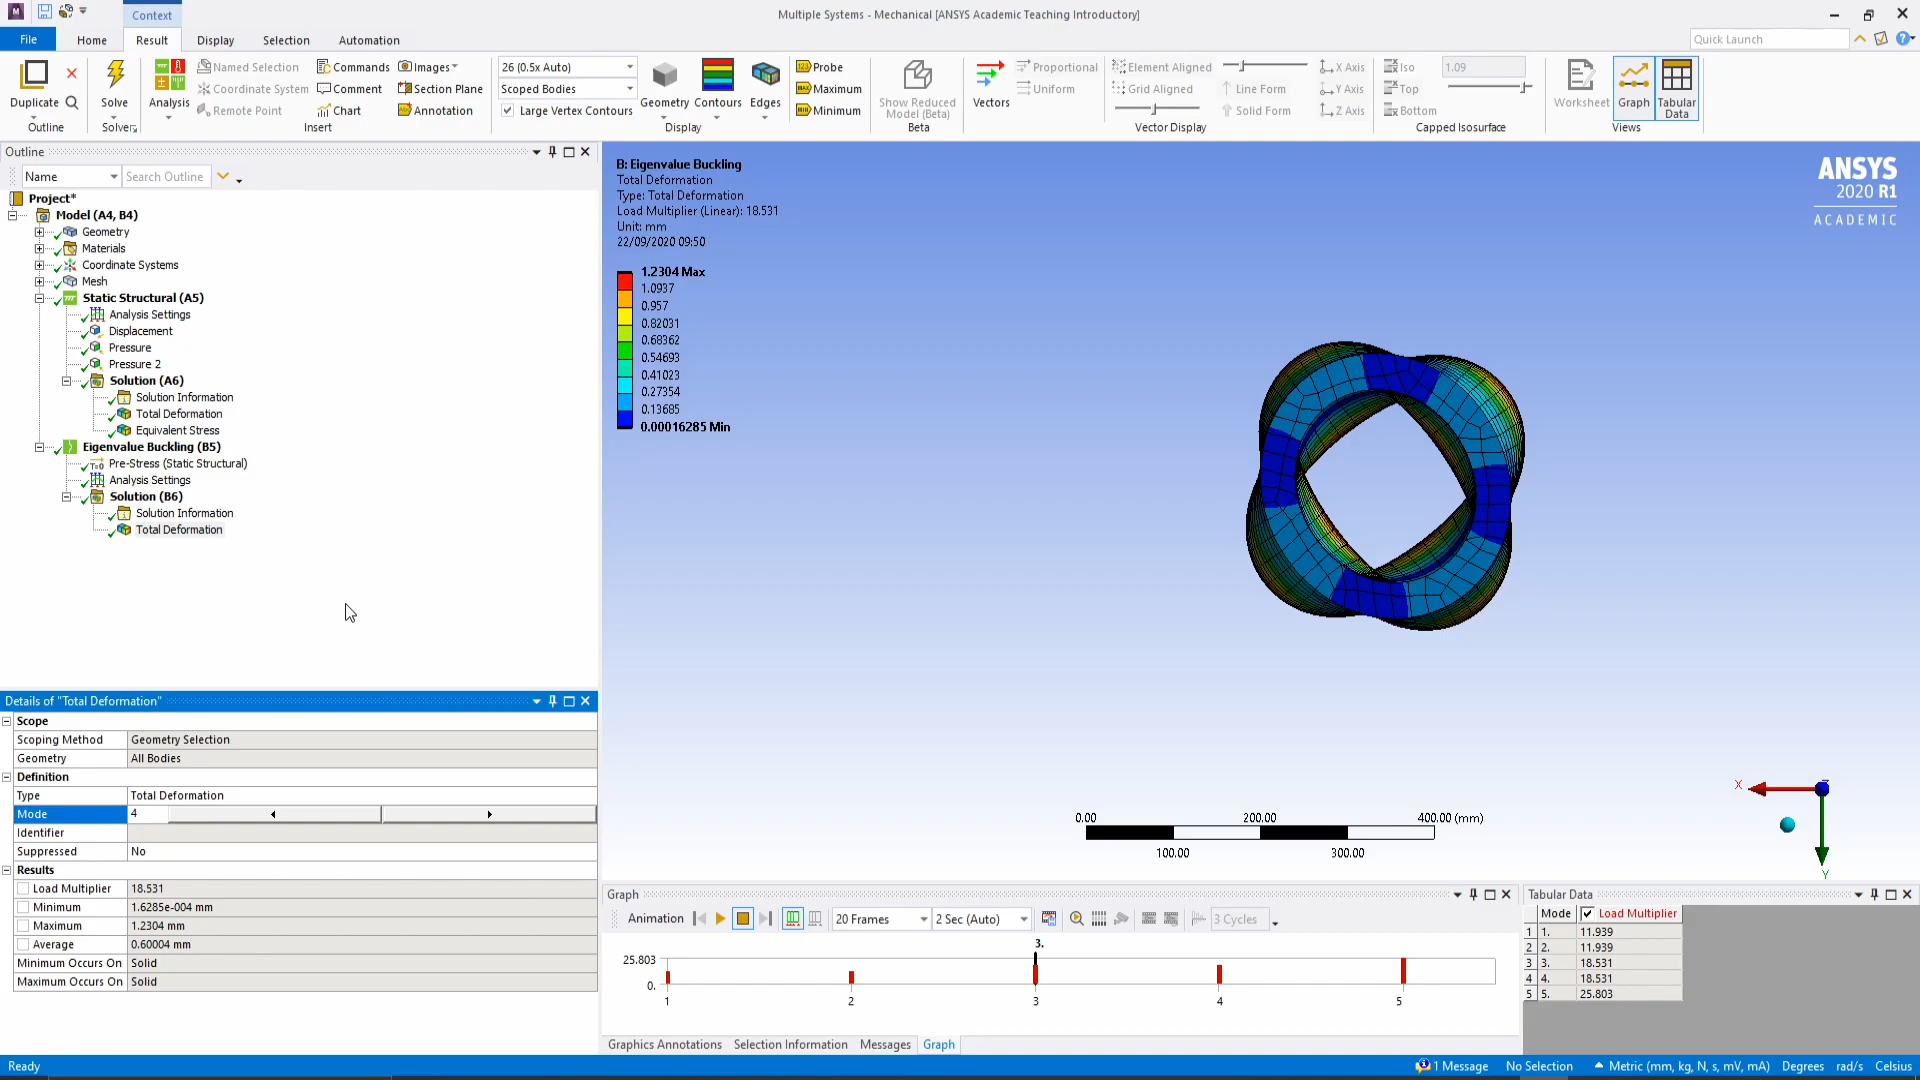 Context
Multiple Systems - Mechanical [ANSYS Academic Teaching Introductory]
File
Home
Result
Display
Selection
Automation
Quick Launch
Duplicate
Outline
Solve
Solver
Analysis
Named Selection
Coordinate System
Remote Point
Commands
Comment
Chart
Images
Section Plane
Annotation
Insert
26 (0.5x Auto)
Scoped Bodies
Large Vertex Contours
Geometry
Contours
Edges
Display
Probe
Maximum
Minimum
Show Reduced
Model (Beta)
Beta
Vectors
Proportional
Uniform
Element Aligned
Grid Aligned
Line Form
Solid Form
X Axis
Y Axis
Z Axis
Vector Display
Iso
Top
Bottom
1.09
Capped Isosurface
Worksheet
Graph
Tabular
Data
Views
Outline
Name
Search Outline
Project*
Model (A4, B4)
Geometry
Materials
Coordinate Systems
Mesh
Static Structural (A5)
Analysis Settings
Displacement
Pressure
Pressure 2
Solution (A6)
Solution Information
Total Deformation
Equivalent Stress
Eigenvalue Buckling (B5)
Pre-Stress (Static Structural)
Analysis Settings
Solution (B6)
Solution Information
Total Deformation
Details of "Total Deformation"
Scope
Scoping Method Geometry Selection
Geometry All Bodies
Definition
Type Total Deformation
Mode 4
Identifier
Suppressed No
Results
Load Multiplier 18.531
Minimum 1.6285e-004 mm
Maximum 1.2304 mm
Average 0.60004 mm
Minimum Occurs On Solid
Maximum Occurs On Solid
B: Eigenvalue Buckling
Total Deformation
Type: Total Deformation
Load Multiplier (Linear): 18.531
Unit: mm
22/09/2020 09:50
1.2304 Max
1.0937
0.957
0.82031
0.68362
0.54693
0.41023
0.27354
0.13685
0.00016285 Min
ANSYS
2020 R1
ACADEMIC
0.00 200.00 400.00 (mm)
100.00 300.00
X
Z
Y
Graph
Animation
20 Frames
2 Sec (Auto)
3 Cycles
3.
25.803
0.
1 2 3 4 5
Graphics Annotations Selection Information Messages Graph
Tabular Data
Mode Load Multiplier
1 1. 11.939
2 2. 11.939
3 3. 18.531
4 4. 18.531
5 5. 25.803
Ready
1 Message
No Selection
Metric (mm, kg, N, s, mV, mA)
Degrees
rad/s
Celsius